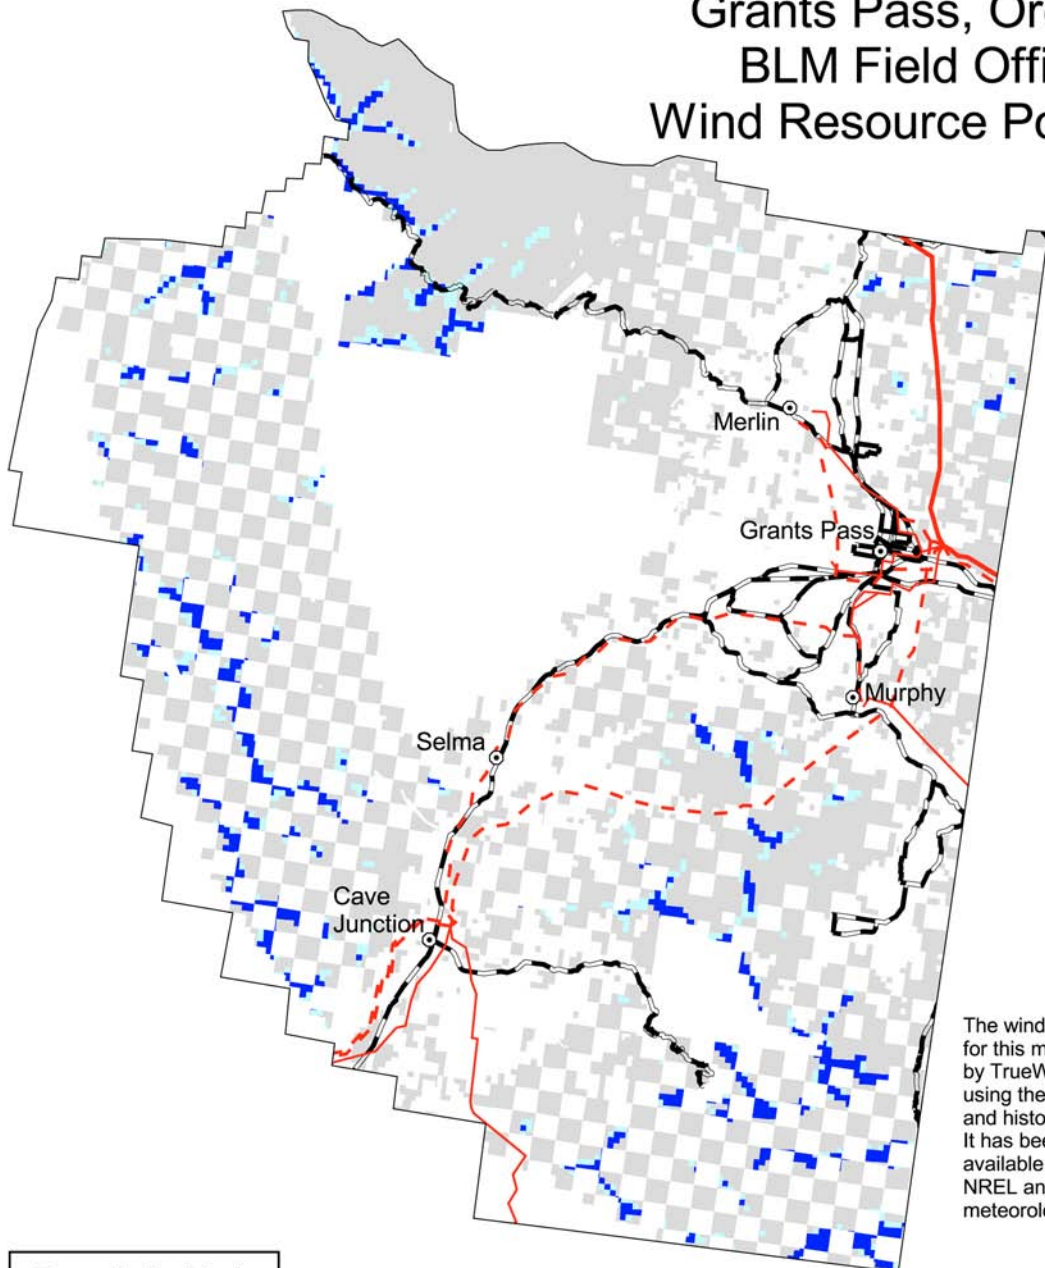 Grants Pass, Or
BLM Field Offi
Wind Resource Po
Merlin
Grants Pass
Murphy
Selma
Cave
Junction
The wind
for this m
by TrueW
using the
and histo
It has bee
available
NREL an
meteorol